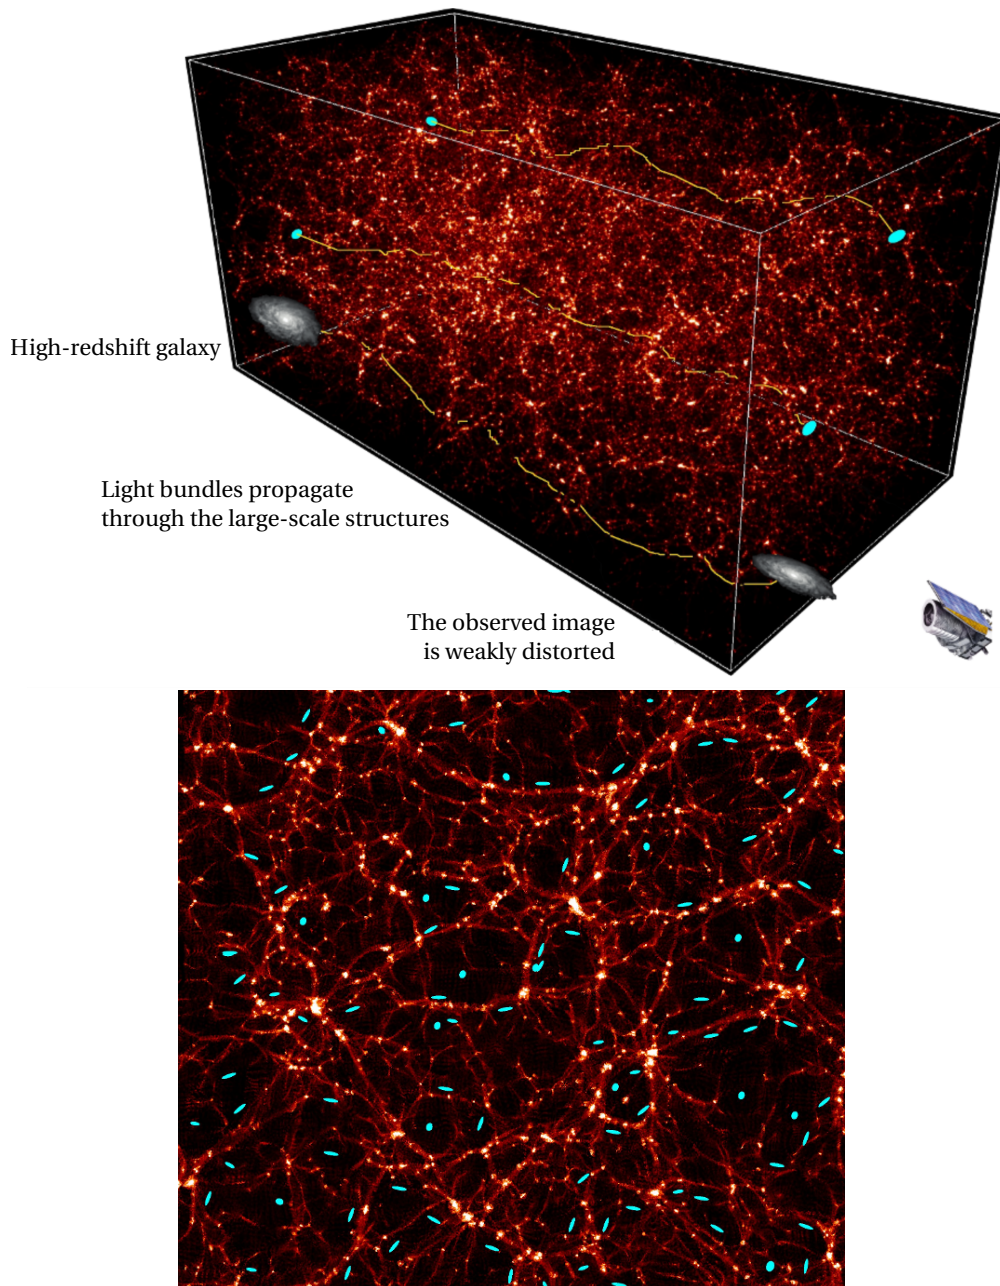 High-redshift galaxy
Light bundles propagate
through the large-scale structures
The observed image
is weakly distorted